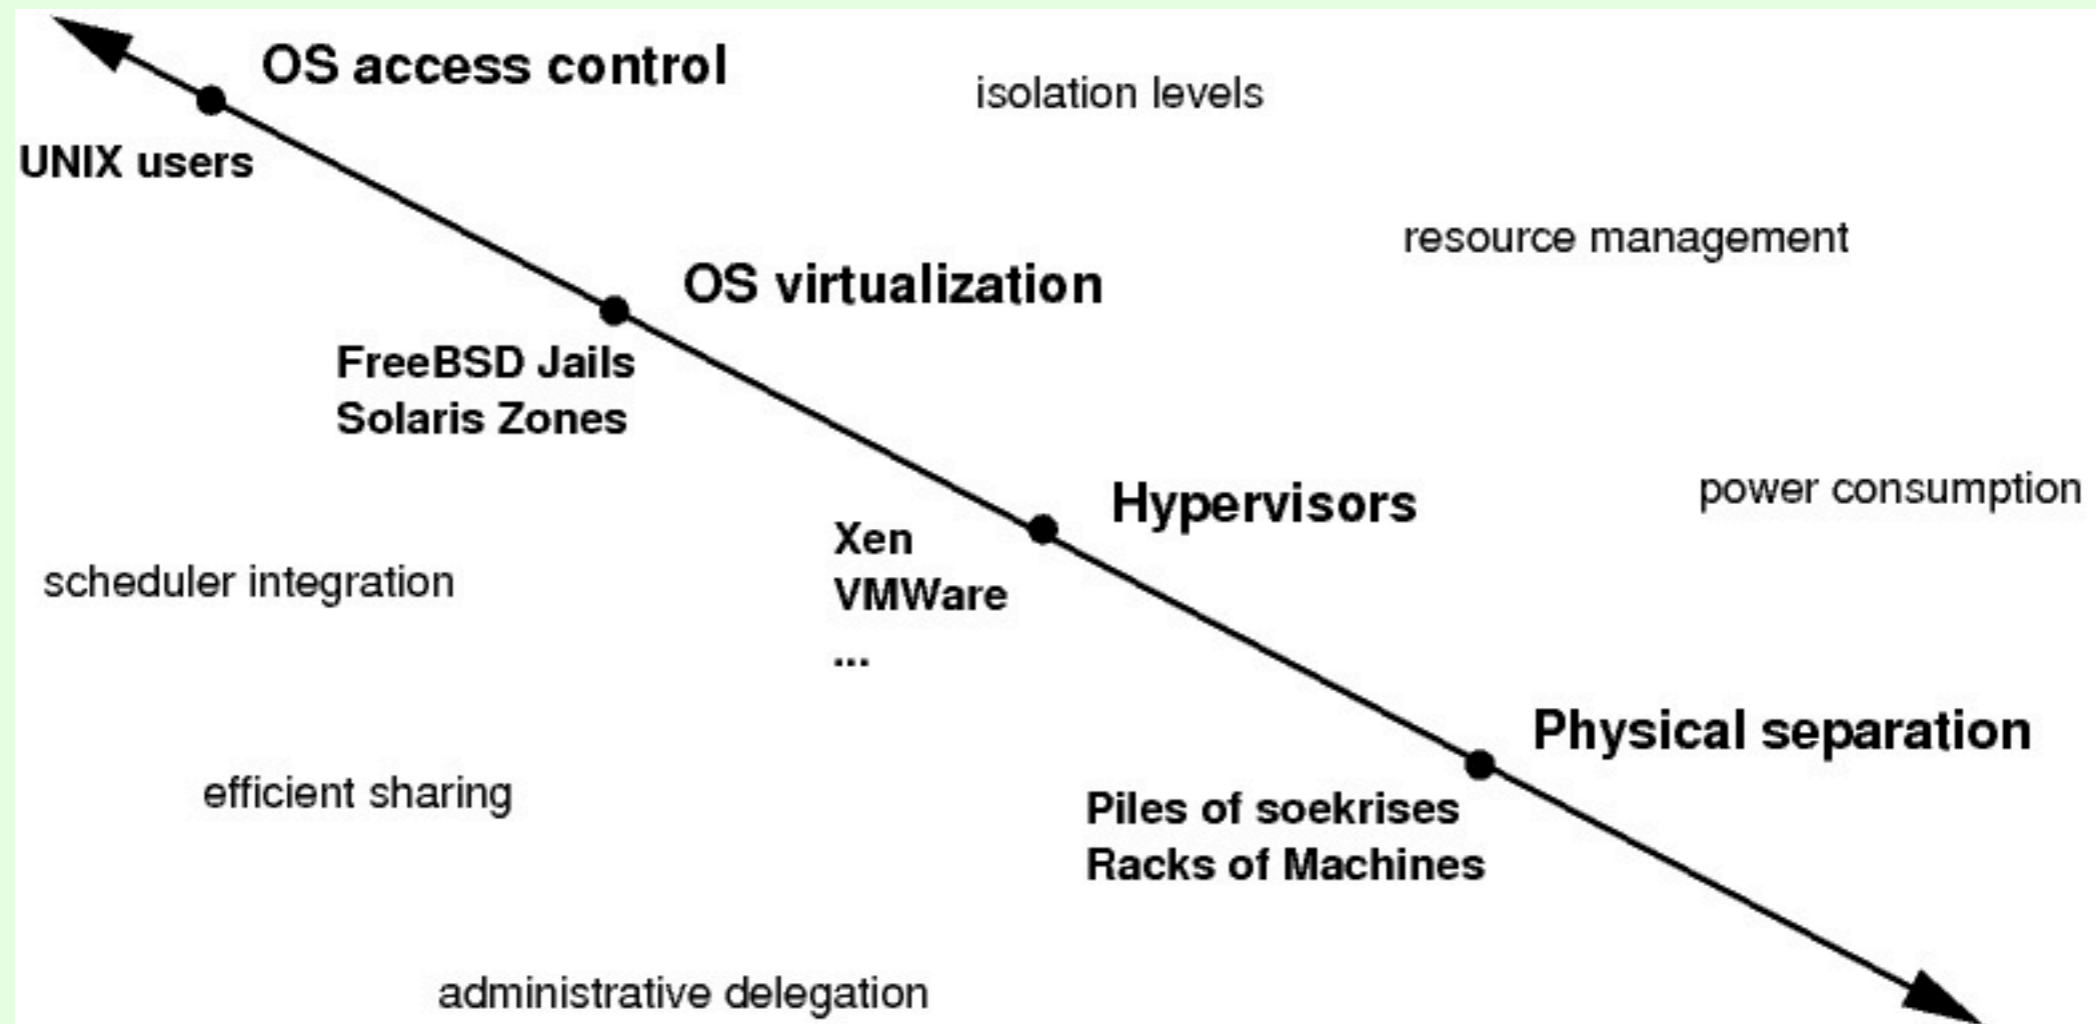 OS access control
isolation levels
UNIX users
resource management
OS virtualization
FreeBSD Jails
Solaris Zones
power consumption
Hypervisors
Xen
VMWare
...
scheduler integration
Physical separation
efficient sharing
Piles of soekrises
Racks of Machines
administrative delegation